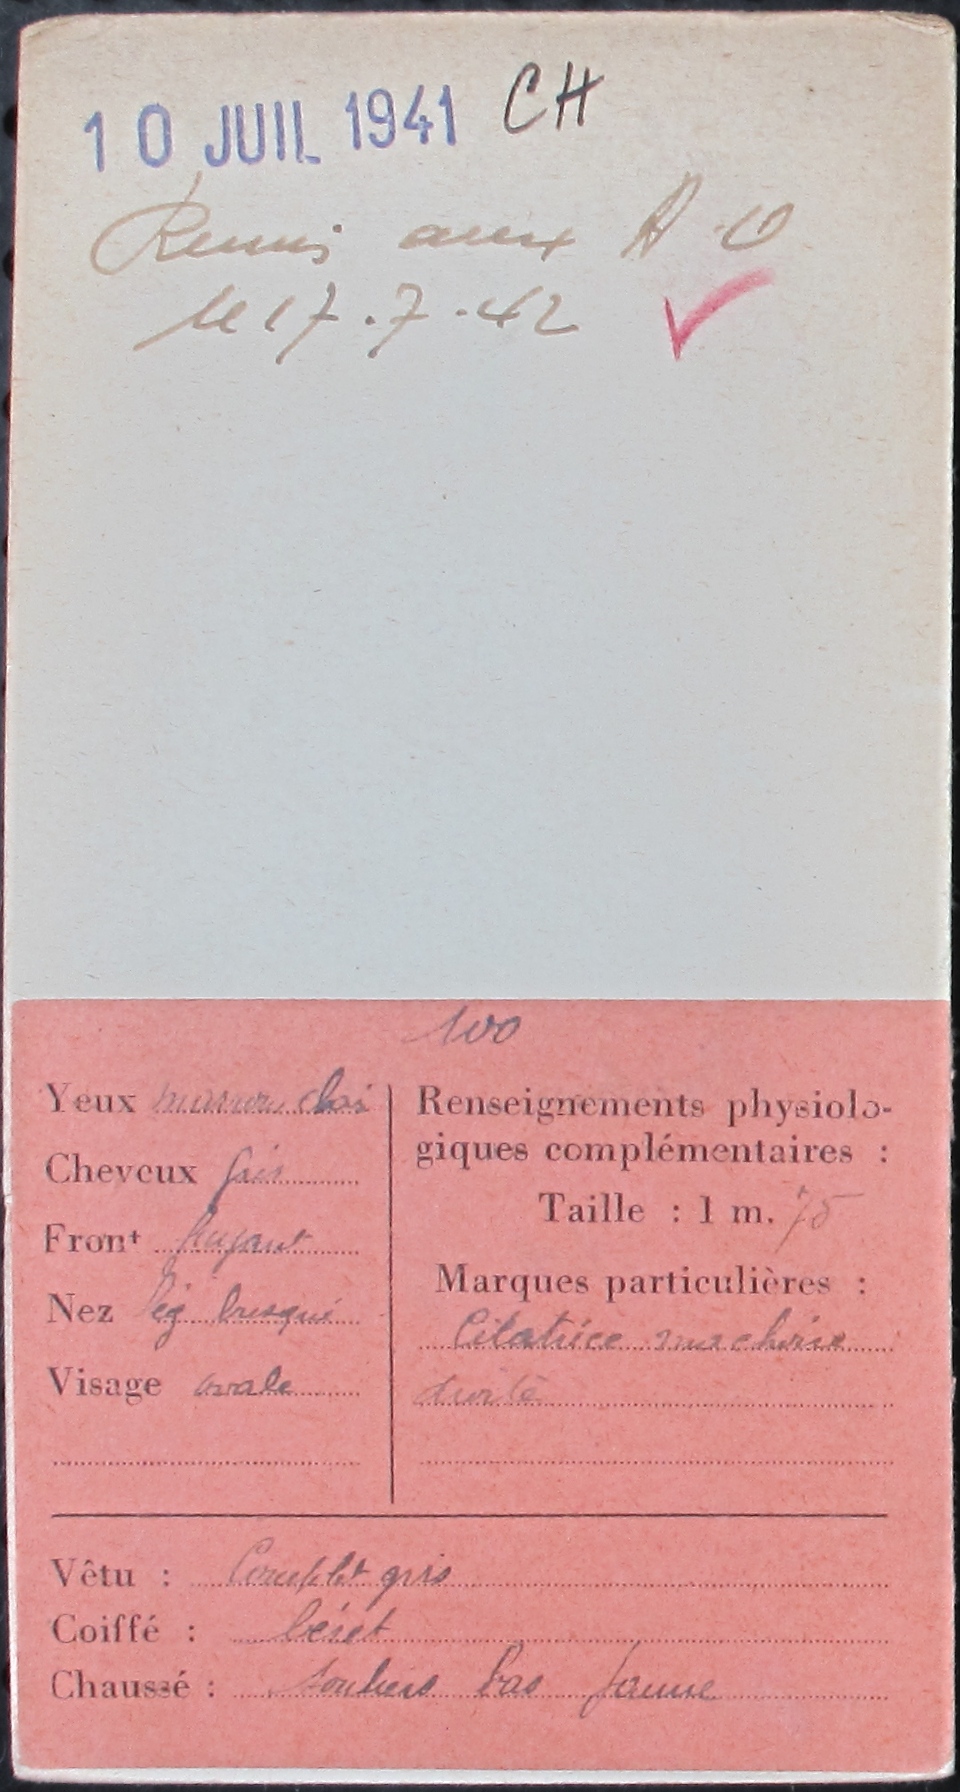 10 JUIL 1941 CH
Remis aux A O
le 17.7.42
100
Yeux marron clair
Cheveux gris
Front fuyant
Nez lég busqué
Visage ovale
Renseignements physiolo-
giques complémentaires :
Taille : 1 m. 75
Marques particulières :
Cicatrice machoire
droite
Vêtu : Complet gris
Coiffé : béret
Chaussé : souliers bas jaune